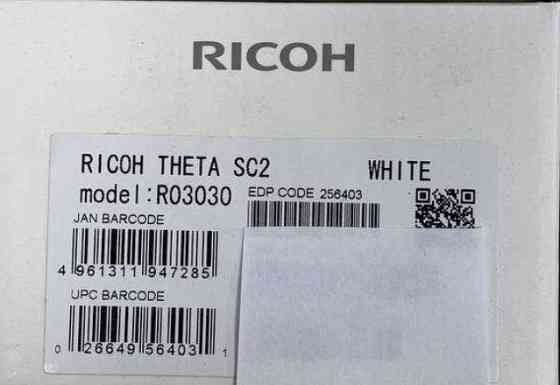 RICOH
RICOH THETA SC2 WHITE
model:R03030 EDP CODE 256403
JAN BARCODE
4 961311 947285
UPC BARCODE
0 26649 56403 1